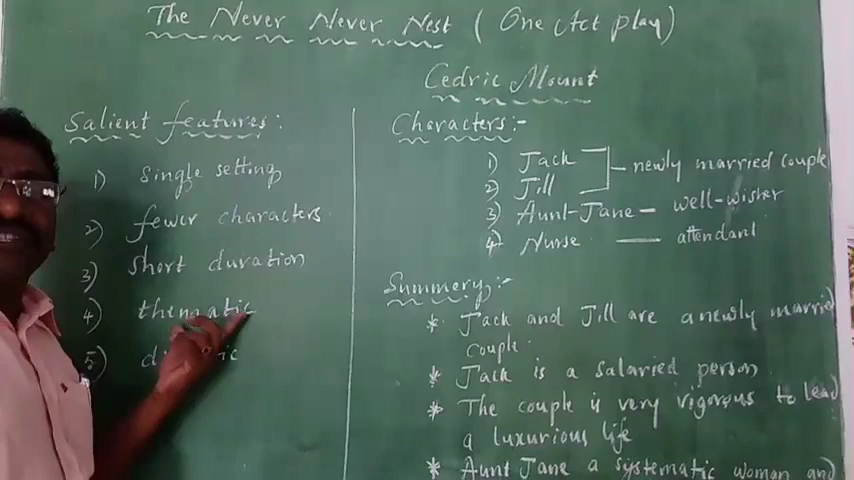 The Never Never Nest ( One Act play)
Cedric Mount
Salient features:
1) Single setting
2) fewer characters
3) short duration
4) thimatic
5)
Characters:-
1) Jack
2) Jill
newly married couple
3) Aunt-Jane — well-wisher
4) Nurse — attendant
Summery:-
* Jack and Jill are a newly married
couple.
* Jack is a salaried person
* The couple is very vigorous to lead
a luxurious life
* Aunt Jane a systematic woman and